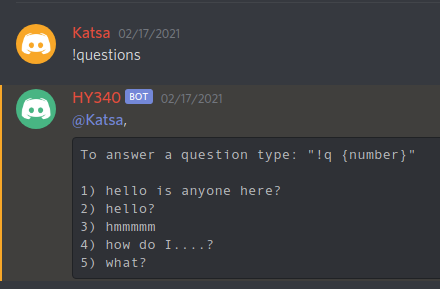 Katsa 02/17/2021
!questions
HY340 BOT 02/17/2021
@Katsa,
To answer a question type: "!q {number}"
1) hello is anyone here?
2) hello?
3) hmmmmm
4) how do I....?
5) what?